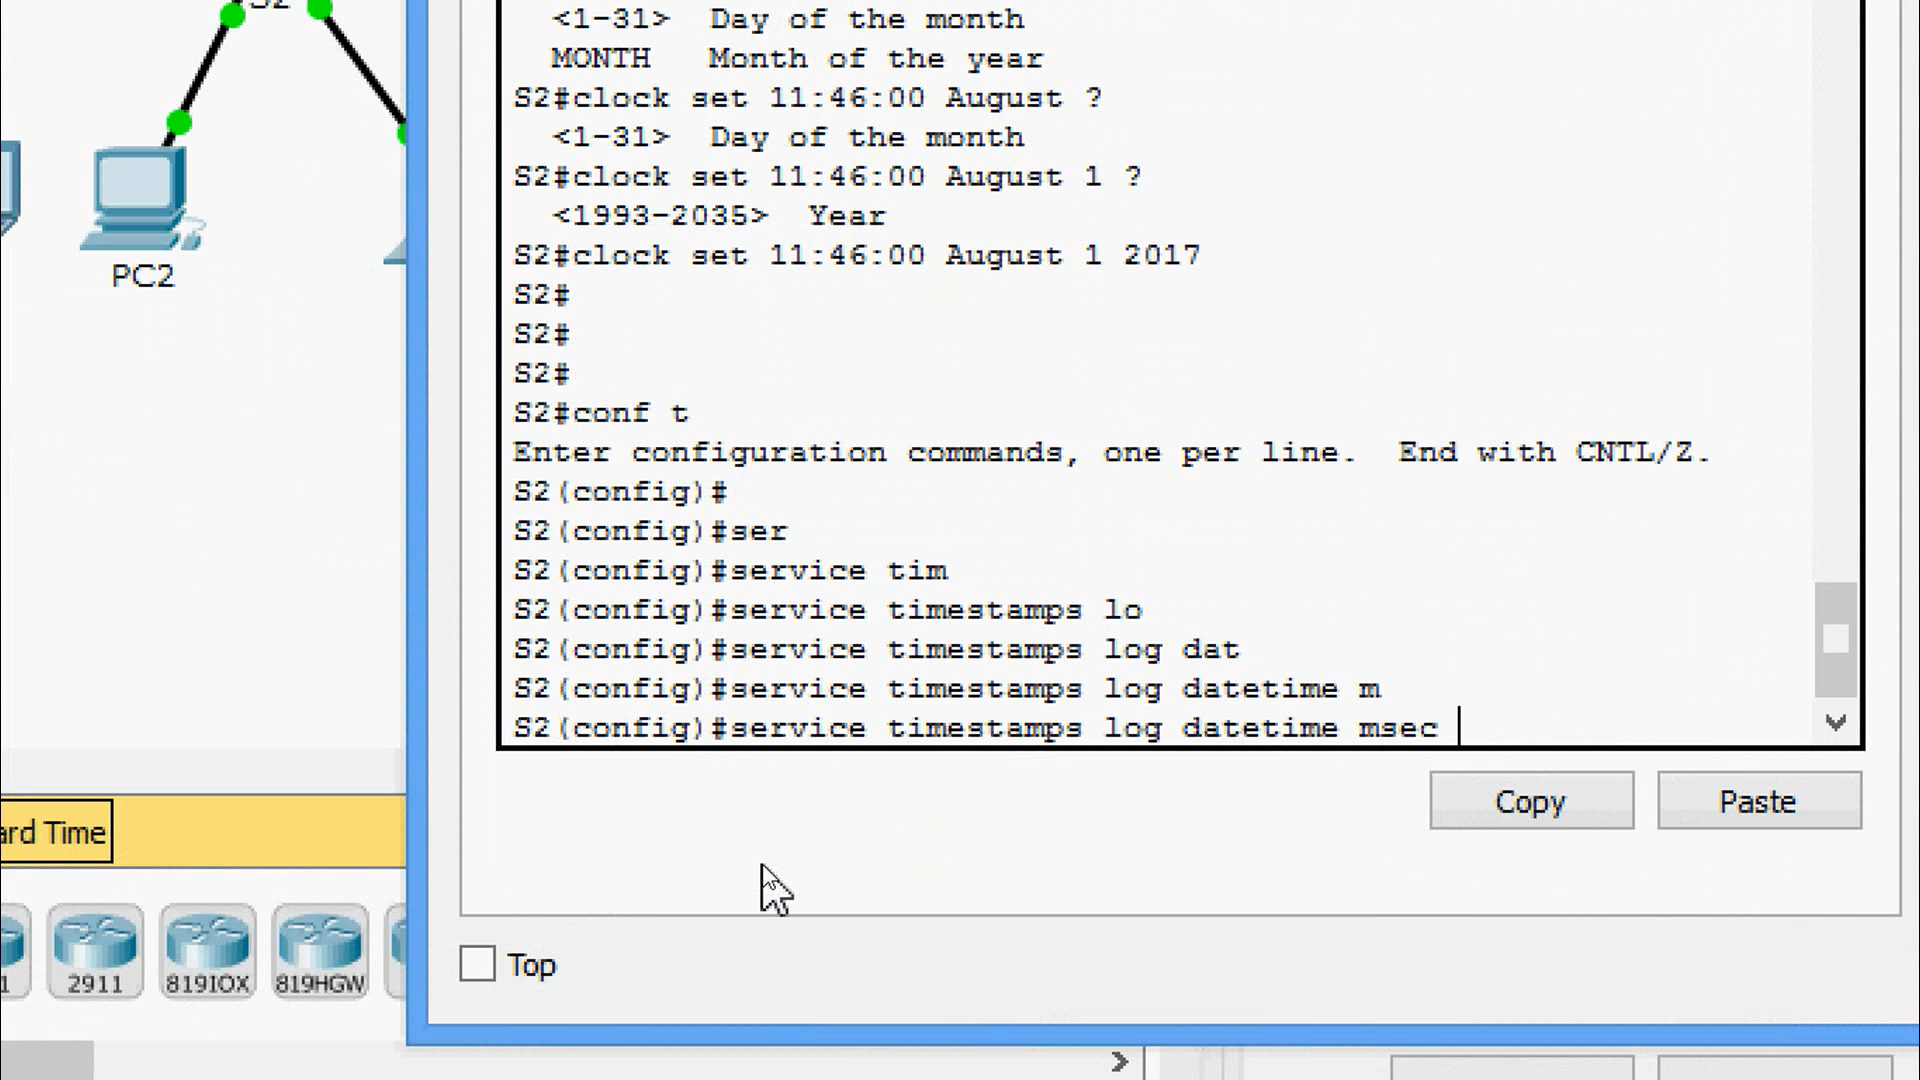 <1-31>  Day of the month
MONTH   Month of the year
S2#clock set 11:46:00 August ?
<1-31>  Day of the month
S2#clock set 11:46:00 August 1 ?
<1993-2035>  Year
S2#clock set 11:46:00 August 1 2017
S2#
S2#
S2#
S2#conf t
Enter configuration commands, one per line.  End with CNTL/Z.
S2(config)#
S2(config)#ser
S2(config)#service tim
S2(config)#service timestamps lo
S2(config)#service timestamps log dat
S2(config)#service timestamps log datetime m
S2(config)#service timestamps log datetime msec
Copy
Paste
Top
PC2
ard Time
1
2911
819IOX
819HGW